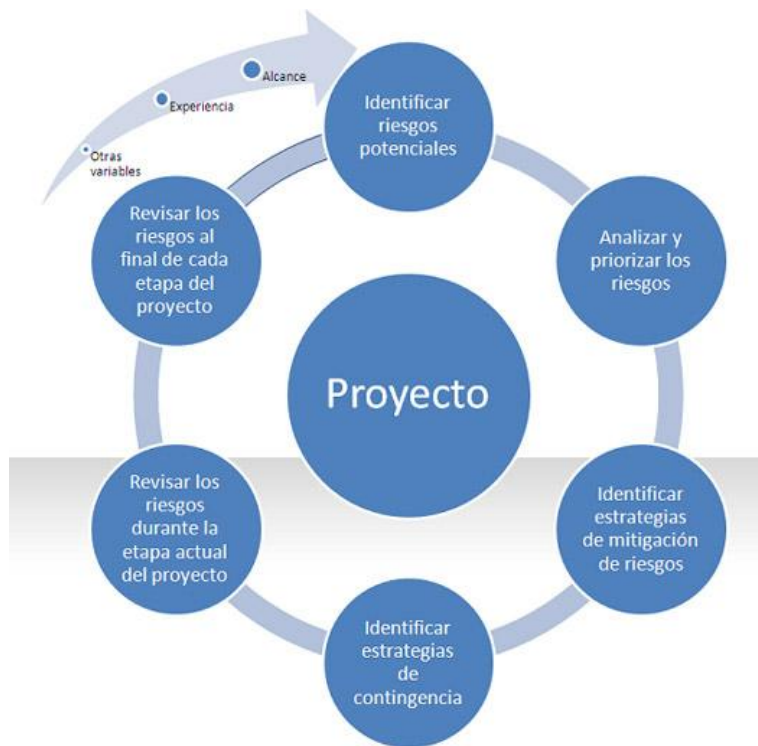 Alcance
Experiencia
Otras
variables
Identificar
riesgos
potenciales
Analizar y
priorizar los
riesgos
Identificar
estrategias
de mitigación
de riesgos
Identificar
estrategias
de
contingencia
Revisar los
riesgos
durante la
etapa actual
del proyecto
Revisar los
riesgos al
final de cada
etapa del
proyecto
Proyecto